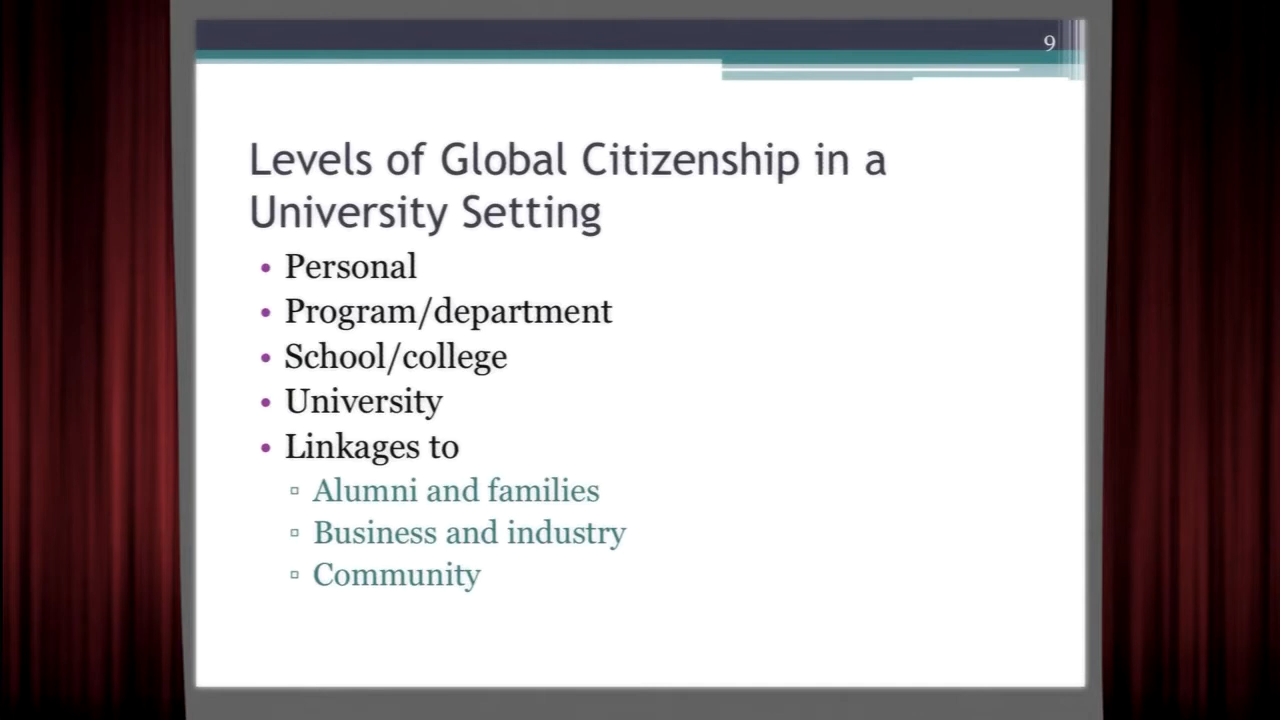 9
Levels of Global Citizenship in a
University Setting
• Personal
• Program/department
• School/college
• University
• Linkages to
▫ Alumni and families
▫ Business and industry
▫ Community